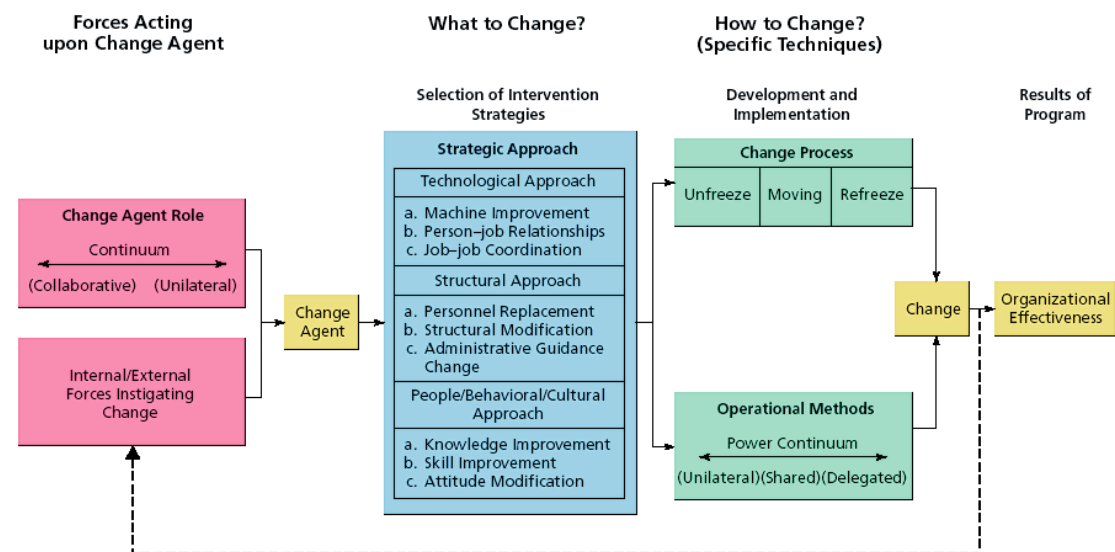 Forces Acting
upon Change Agent
What to Change?
How to Change?
(Specific Techniques)
Selection of Intervention
Strategies
Development and
Implementation
Results of
Program
Change Agent Role
Continuum
(Collaborative) (Unilateral)
Internal/External
Forces Instigating
Change
Change
Agent
Strategic Approach
Technological Approach
a. Machine Improvement
b. Person–job Relationships
c. Job–job Coordination
Structural Approach
a. Personnel Replacement
b. Structural Modification
c. Administrative Guidance
Change
People/Behavioral/Cultural
Approach
a. Knowledge Improvement
b. Skill Improvement
c. Attitude Modification
Change Process
Unfreeze Moving Refreeze
Operational Methods
Power Continuum
(Unilateral)(Shared)(Delegated)
Change
Organizational
Effectiveness